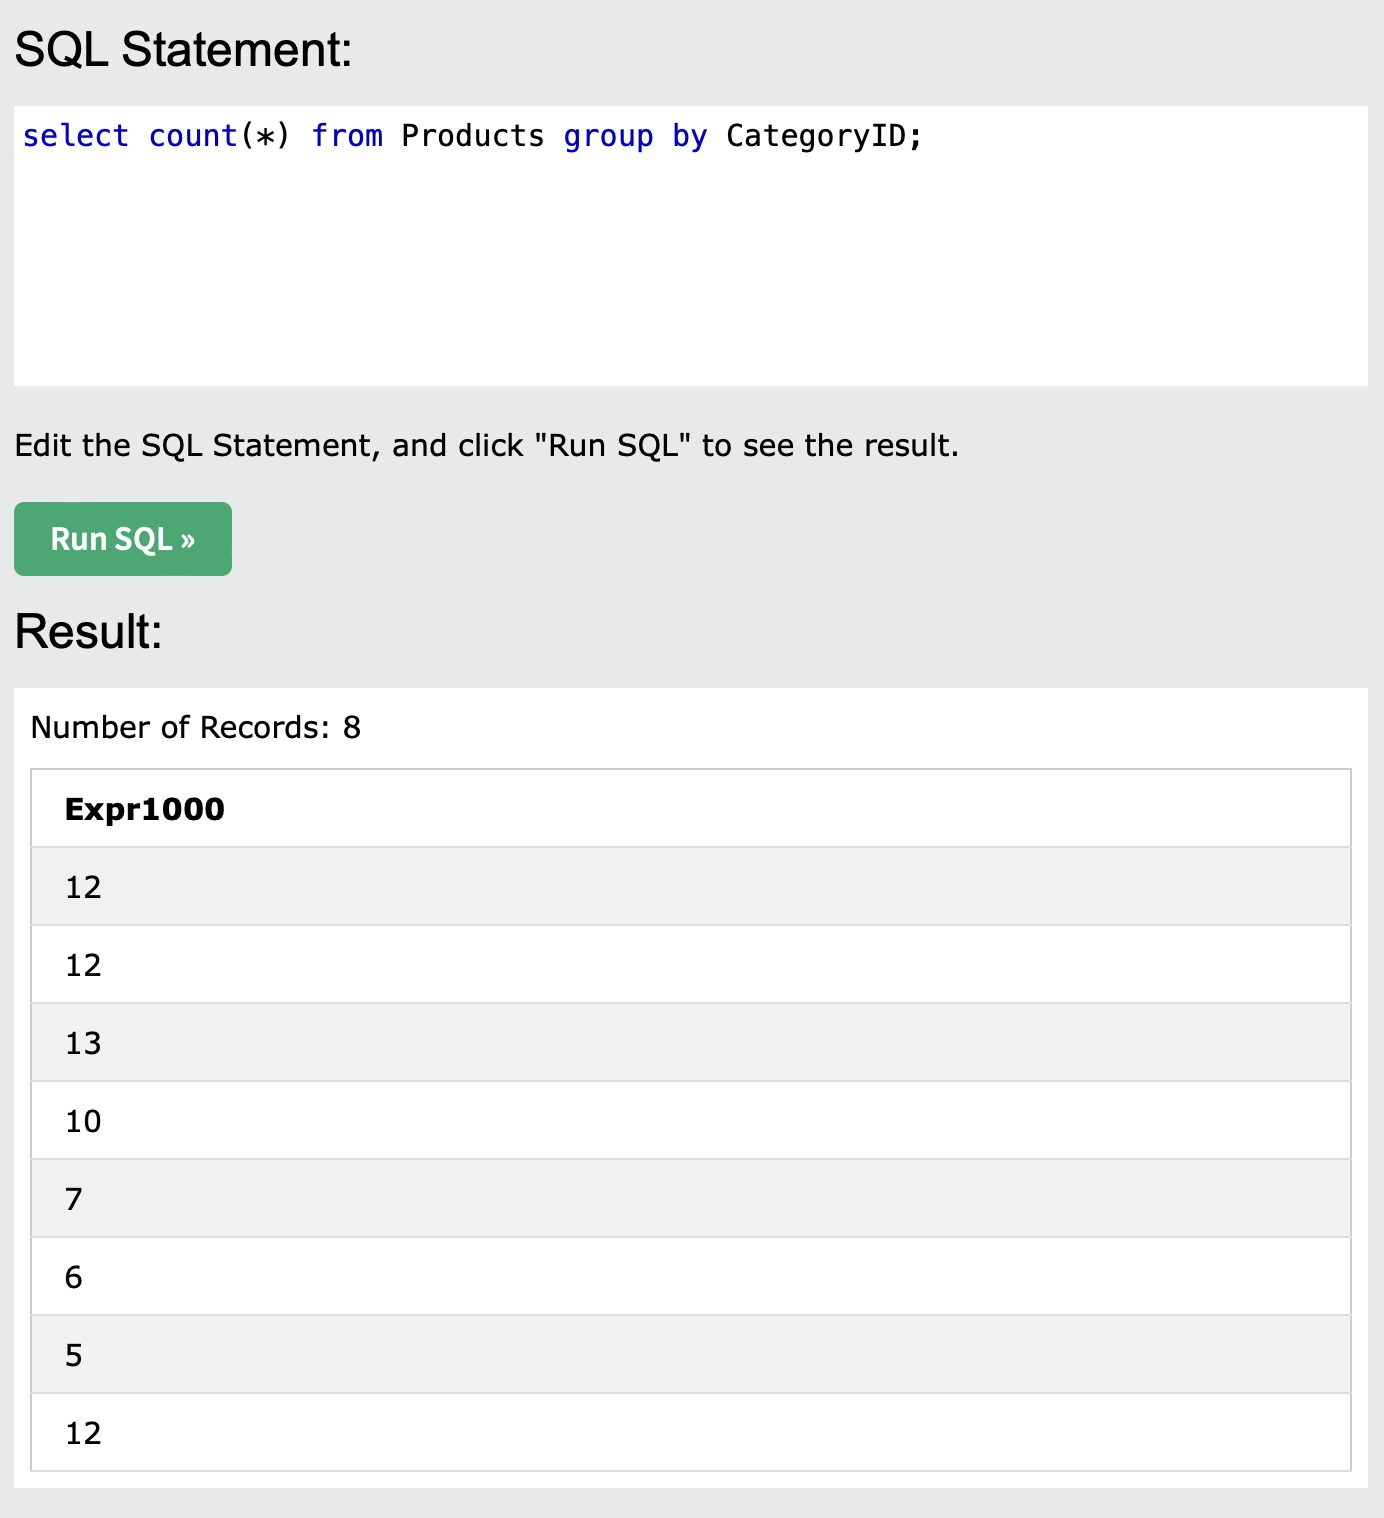 SQL Statement:
select count(*) from Products group by CategoryID;
Edit the SQL Statement, and click "Run SQL" to see the result.
Run SQL »
Result:
Number of Records: 8
Expr1000
12
12
13
10
7
6
5
12